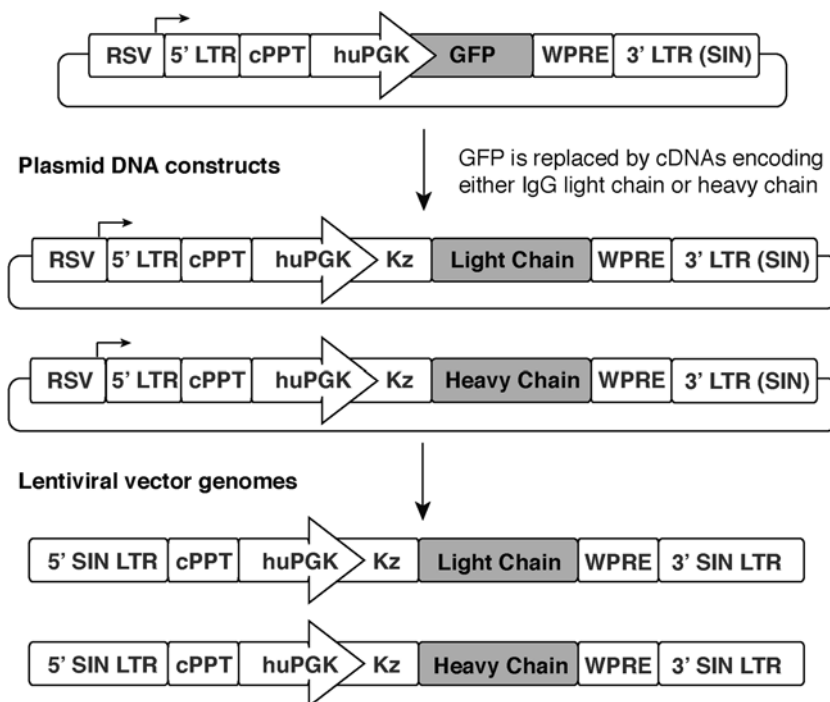 RSV 5' LTR cPPT huPGK GFP WPRE 3' LTR (SIN)
Plasmid DNA constructs
GFP is replaced by cDNAs encoding
either IgG light chain or heavy chain
RSV 5' LTR cPPT huPGK Kz Light Chain WPRE 3' LTR (SIN)
RSV 5' LTR cPPT huPGK Kz Heavy Chain WPRE 3' LTR (SIN)
Lentiviral vector genomes
5' SIN LTR cPPT huPGK Kz Light Chain WPRE 3' SIN LTR
5' SIN LTR cPPT huPGK Kz Heavy Chain WPRE 3' SIN LTR